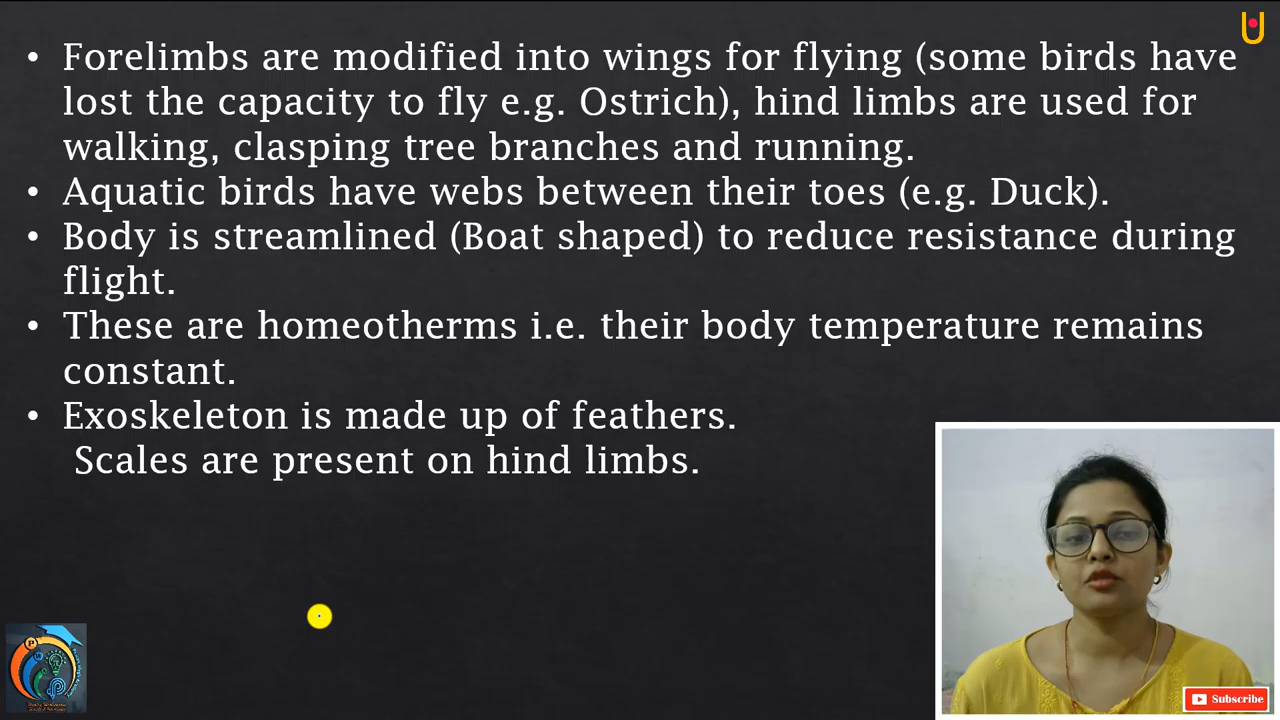 • Forelimbs are modified into wings for flying (some birds have
lost the capacity to fly e.g. Ostrich), hind limbs are used for
walking, clasping tree branches and running.
• Aquatic birds have webs between their toes (e.g. Duck).
• Body is streamlined (Boat shaped) to reduce resistance during
flight.
• These are homeotherms i.e. their body temperature remains
constant.
• Exoskeleton is made up of feathers.
Scales are present on hind limbs.
Subscribe